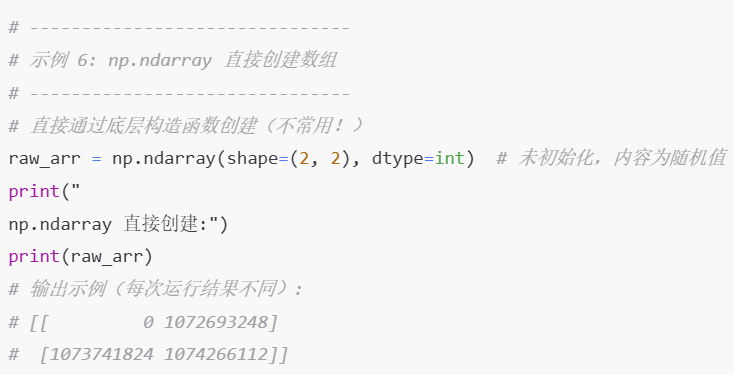 # -------------------------------
# 示例 6: np.ndarray 直接创建数组
# -------------------------------
# 直接通过底层构造函数创建（不常用！）
raw_arr = np.ndarray(shape=(2, 2), dtype=int)  # 未初始化，内容为随机值
print("
np.ndarray 直接创建:")
print(raw_arr)
# 输出示例（每次运行结果不同）：
# [[         0 1072693248]
#  [1073741824 1074266112]]